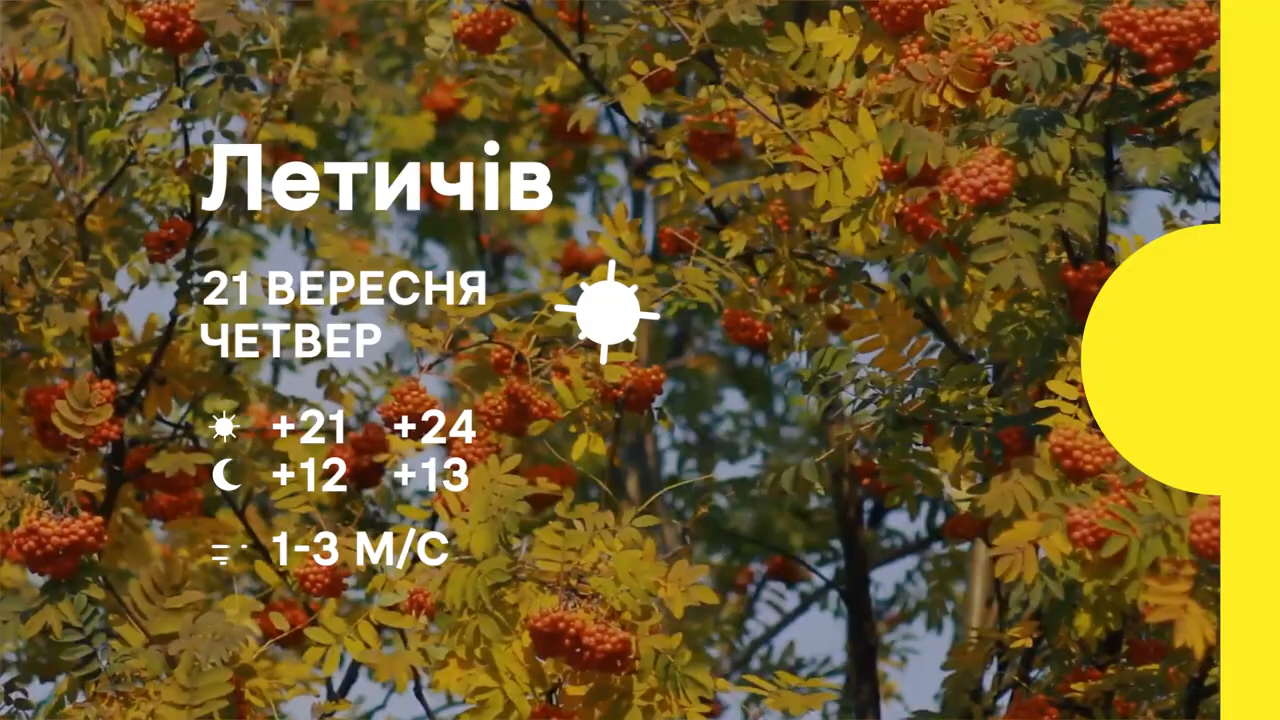 Летичів
21 ВЕРЕСНЯ
ЧЕТВЕР
+21 +24
+12 +13
1-3 М/С